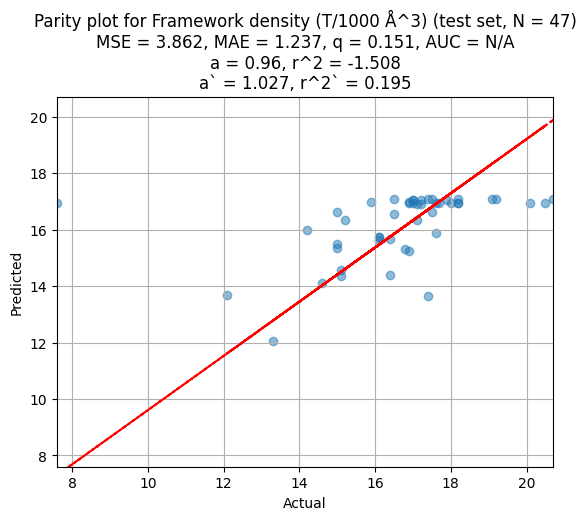 Parity plot for Framework density (T/1000 Å^3) (test set, N = 47)
MSE = 3.862, MAE = 1.237, q = 0.151, AUC = N/A
a = 0.96, r^2 = -1.508
a` = 1.027, r^2` = 0.195
20
18
16
14
12
10
8
Predicted
8 10 12 14 16 18 20
Actual